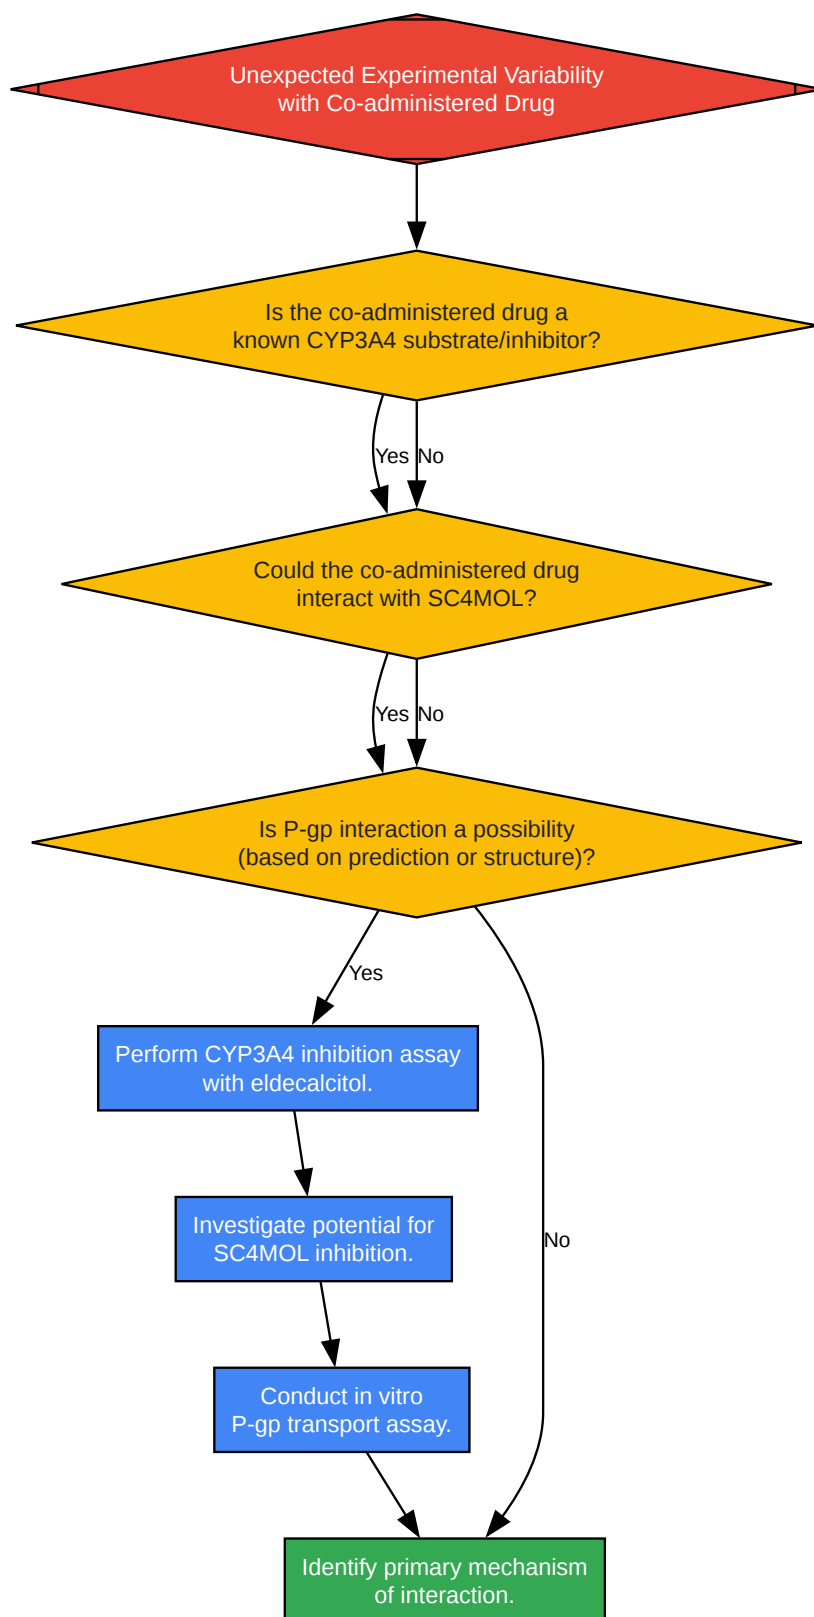 Unexpected Experimental Variability
with Co-administered Drug
Is the co-administered drug a
known CYP3A4 substrate/inhibitor?
Yes
No
Could the co-administered drug
interact with SC4MOL?
Yes
No
Is P-gp interaction a possibility
(based on prediction or structure)?
Yes
Perform CYP3A4 inhibition assay
with eldecalcitol.
Investigate potential for
SC4MOL inhibition.
No
Conduct in vitro
P-gp transport assay.
Identify primary mechanism
of interaction.